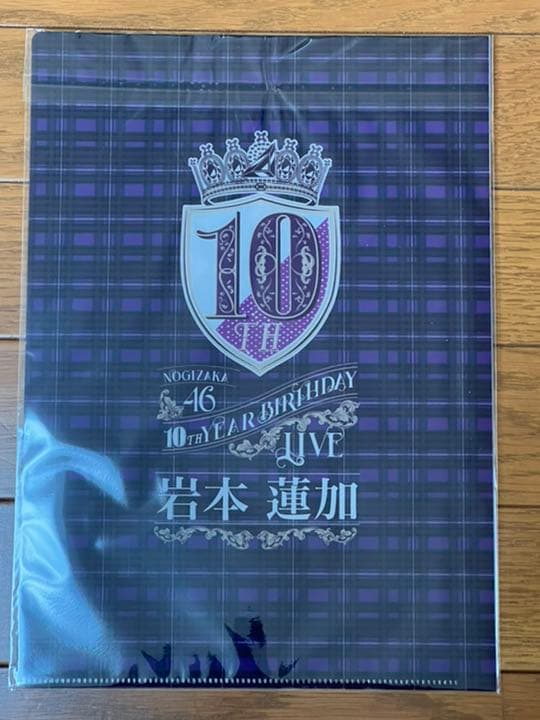 10
TH
NOGIZAKA
46
10TH YEAR BIRTHDAY
LIVE
岩本 蓮加